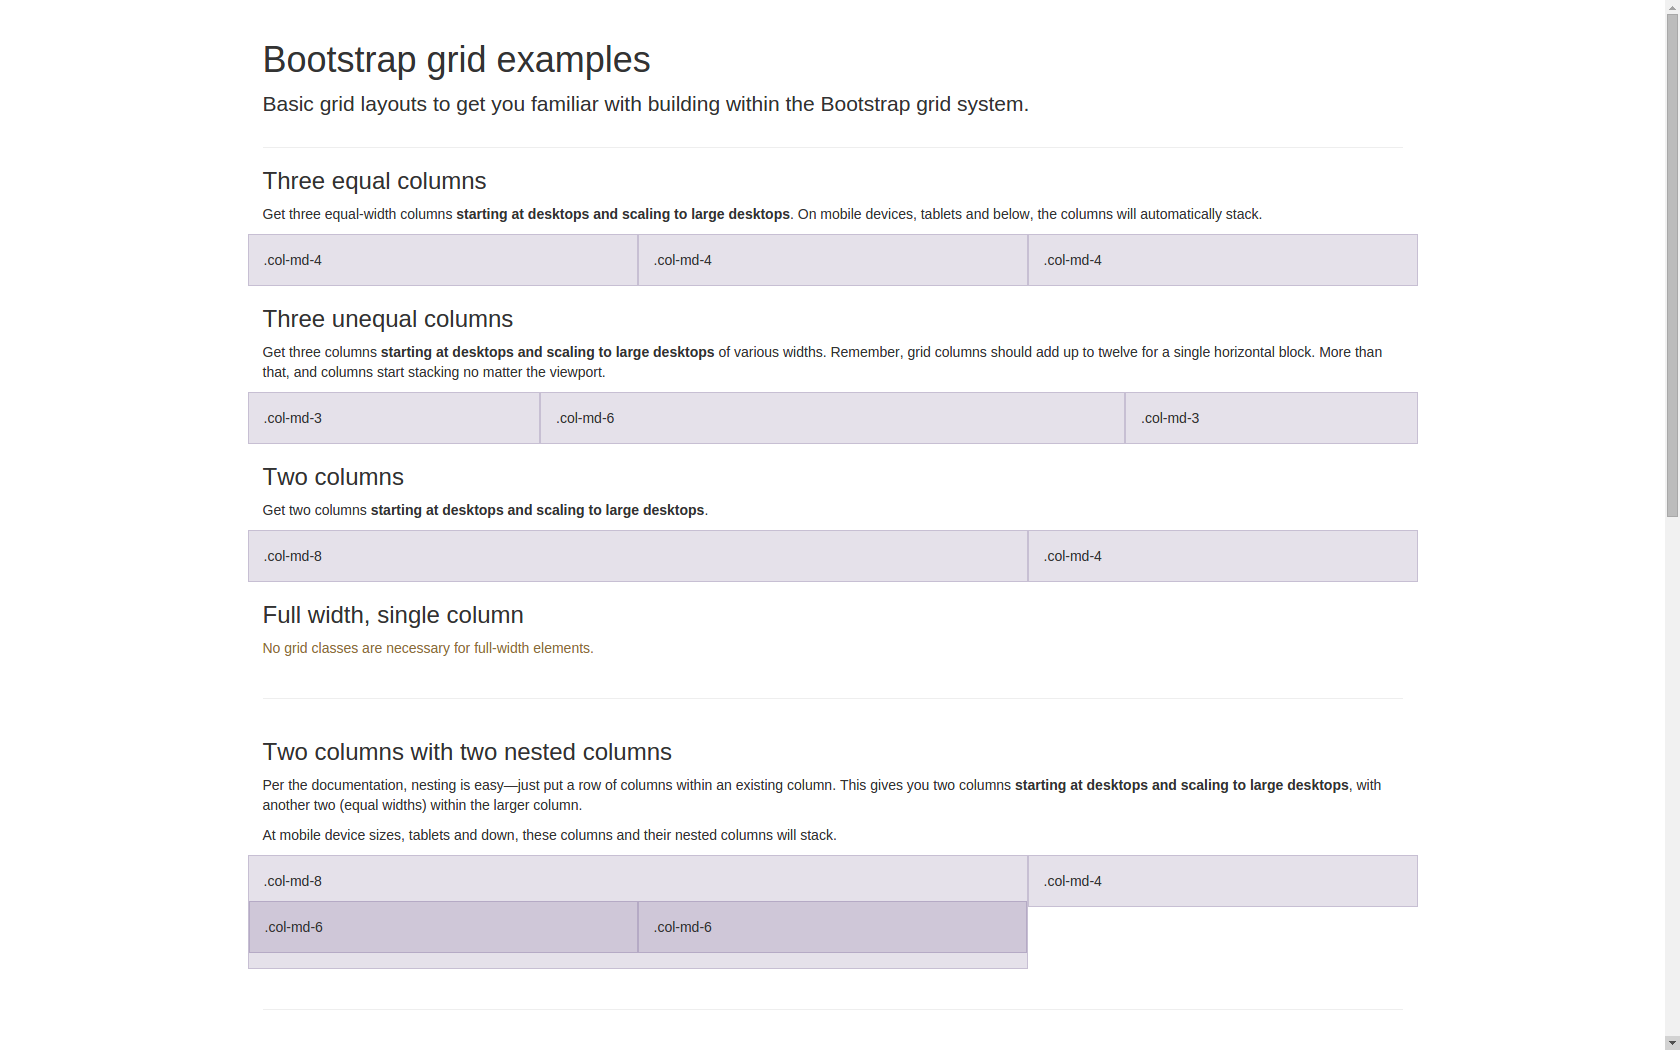 Bootstrap grid examples
Basic grid layouts to get you familiar with building within the Bootstrap grid system.
Three equal columns
Get three equal-width columns starting at desktops and scaling to large desktops. On mobile devices, tablets and below, the columns will automatically stack.
.col-md-4 .col-md-4 .col-md-4
Three unequal columns
Get three columns starting at desktops and scaling to large desktops of various widths. Remember, grid columns should add up to twelve for a single horizontal block. More than
that, and columns start stacking no matter the viewport.
.col-md-3 .col-md-6 .col-md-3
Two columns
Get two columns starting at desktops and scaling to large desktops.
.col-md-8 .col-md-4
Full width, single column
No grid classes are necessary for full-width elements.
Two columns with two nested columns
Per the documentation, nesting is easy—just put a row of columns within an existing column. This gives you two columns starting at desktops and scaling to large desktops, with
another two (equal widths) within the larger column.
At mobile device sizes, tablets and down, these columns and their nested columns will stack.
.col-md-8 .col-md-4
.col-md-6 .col-md-6